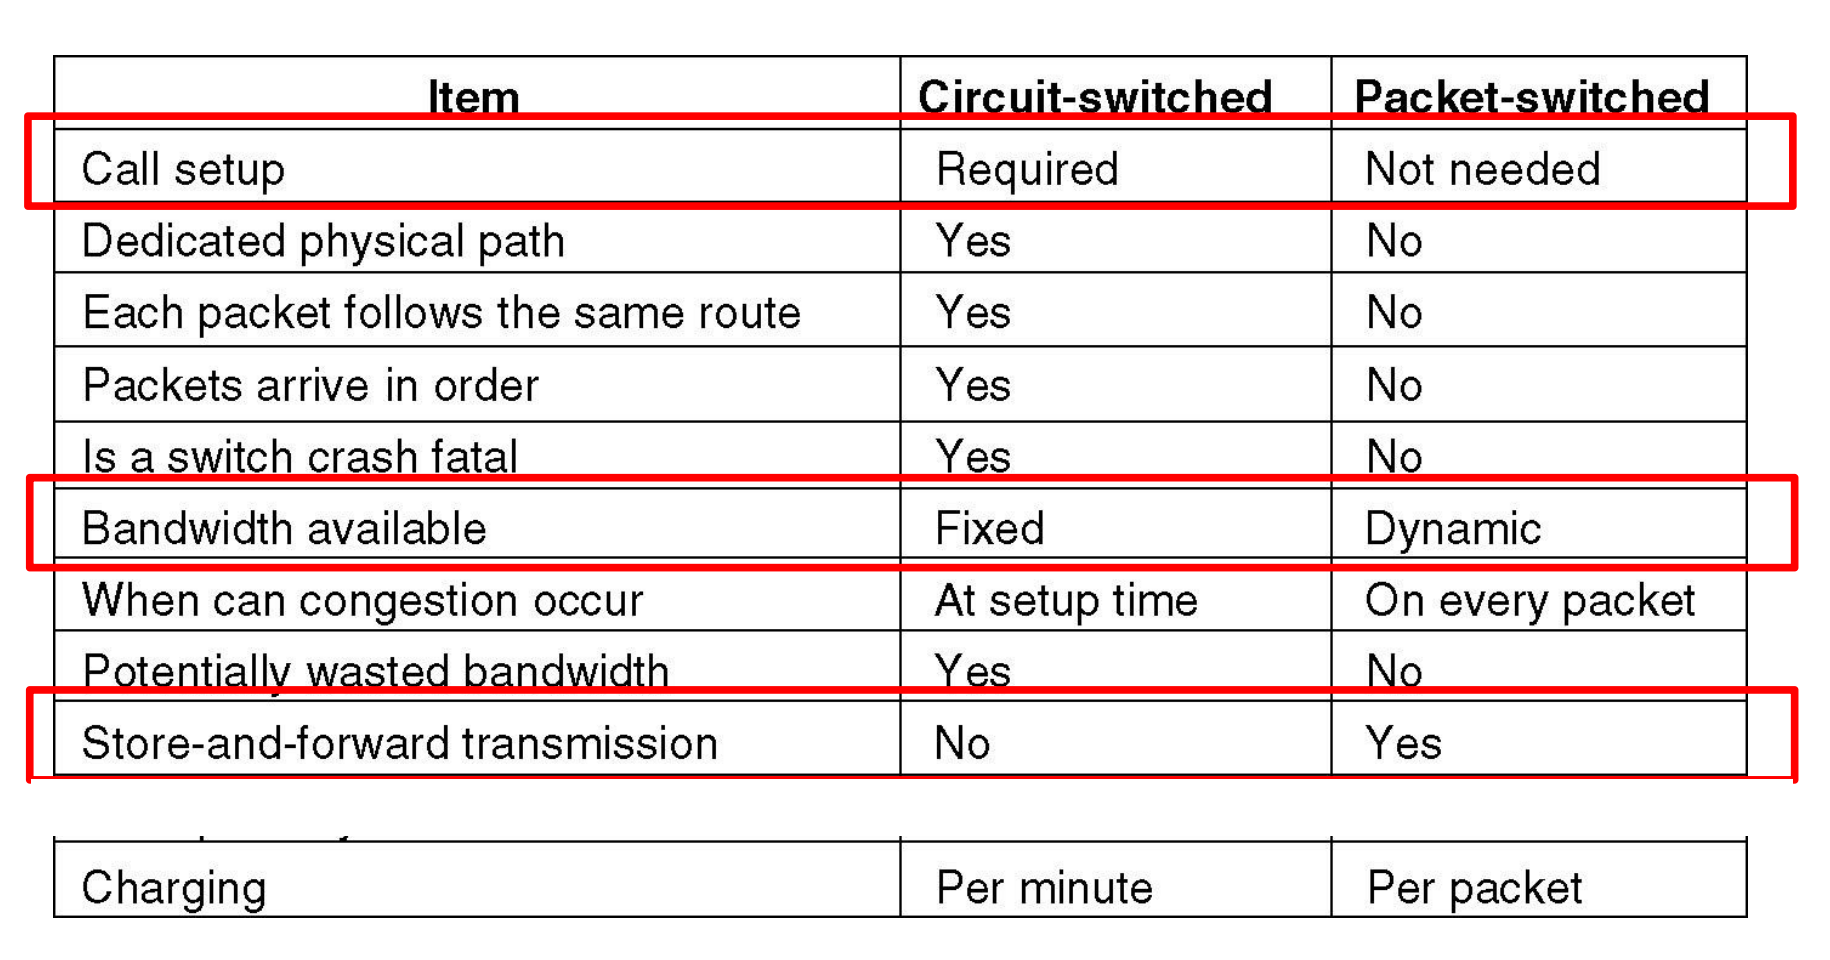 Item Circuit-switched Packet-switched
Call setup Required Not needed
Dedicated physical path Yes No
Each packet follows the same route Yes No
Packets arrive in order Yes No
Is a switch crash fatal Yes No
Bandwidth available Fixed Dynamic
When can congestion occur At setup time On every packet
Potentially wasted bandwidth Yes No
Store-and-forward transmission No Yes
Charging Per minute Per packet